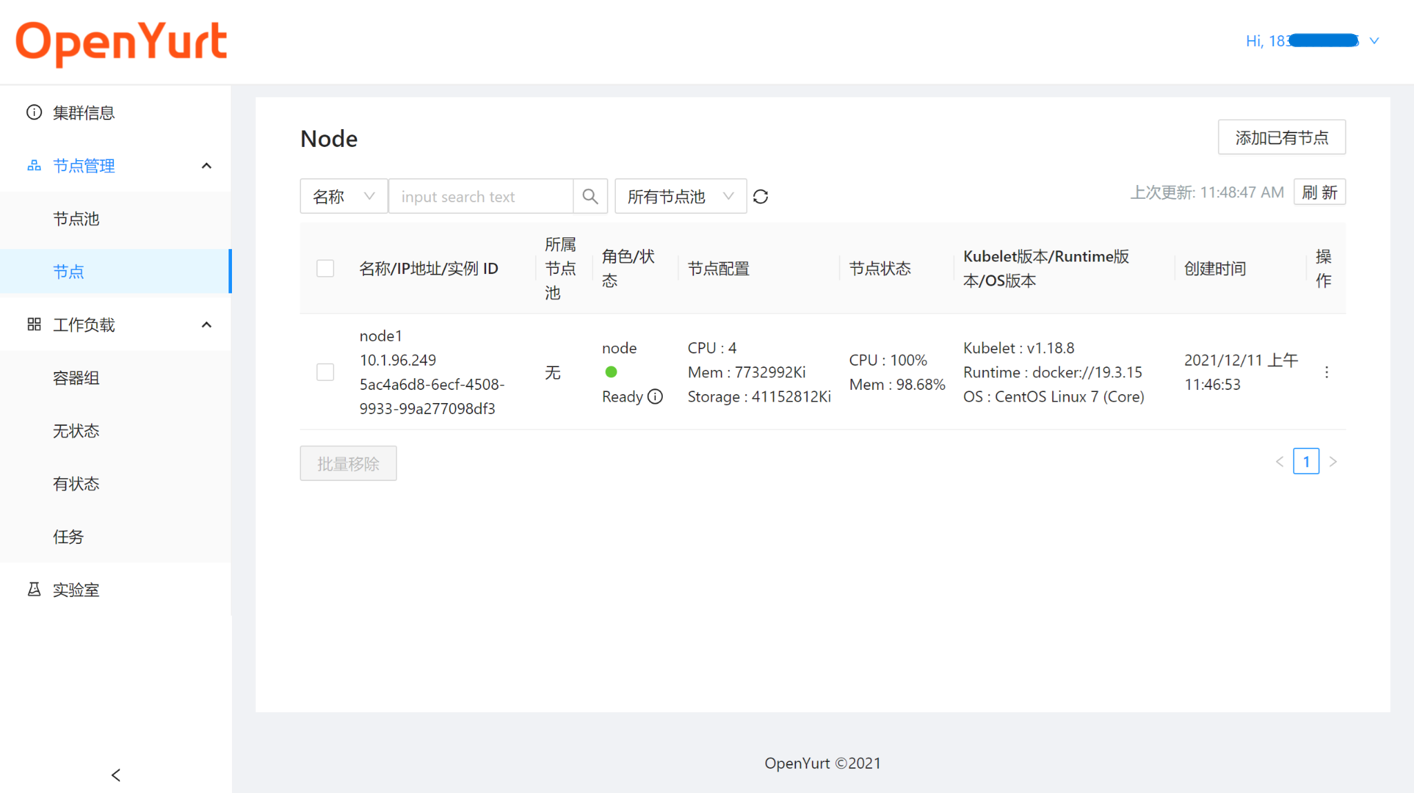 OpenYurt
Hi, 183
集群信息
节点管理
节点池
节点
工作负载
容器组
无状态
有状态
任务
实验室
Node
添加已有节点
名称
input search text
所有节点池
上次更新: 11:48:47 AM
刷 新
名称/IP地址/实例 ID
所属
节点
池
角色/状
态
节点配置
节点状态
Kubelet版本/Runtime版
本/OS版本
创建时间
操
作
node1
10.1.96.249
5ac4a6d8-6ecf-4508-
9933-99a277098df3
无
node
Ready
CPU : 4
Mem : 7732992Ki
Storage : 41152812Ki
CPU : 100%
Mem : 98.68%
Kubelet : v1.18.8
Runtime : docker://19.3.15
OS : CentOS Linux 7 (Core)
2021/12/11 上午
11:46:53
批量移除
1
OpenYurt ©2021